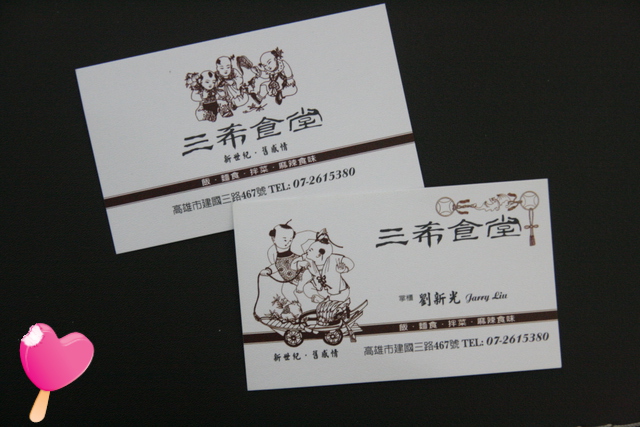 三希食堂
新世紀．舊感情
飯．麵食．拌菜．麻辣食味
高雄市建國三路467號 TEL: 07-2615380
三希食堂
掌櫃 劉新光 Jarry Liu
飯．麵食．拌菜．麻辣食味
新世紀．舊感情
高雄市建國三路467號 TEL: 07-2615380